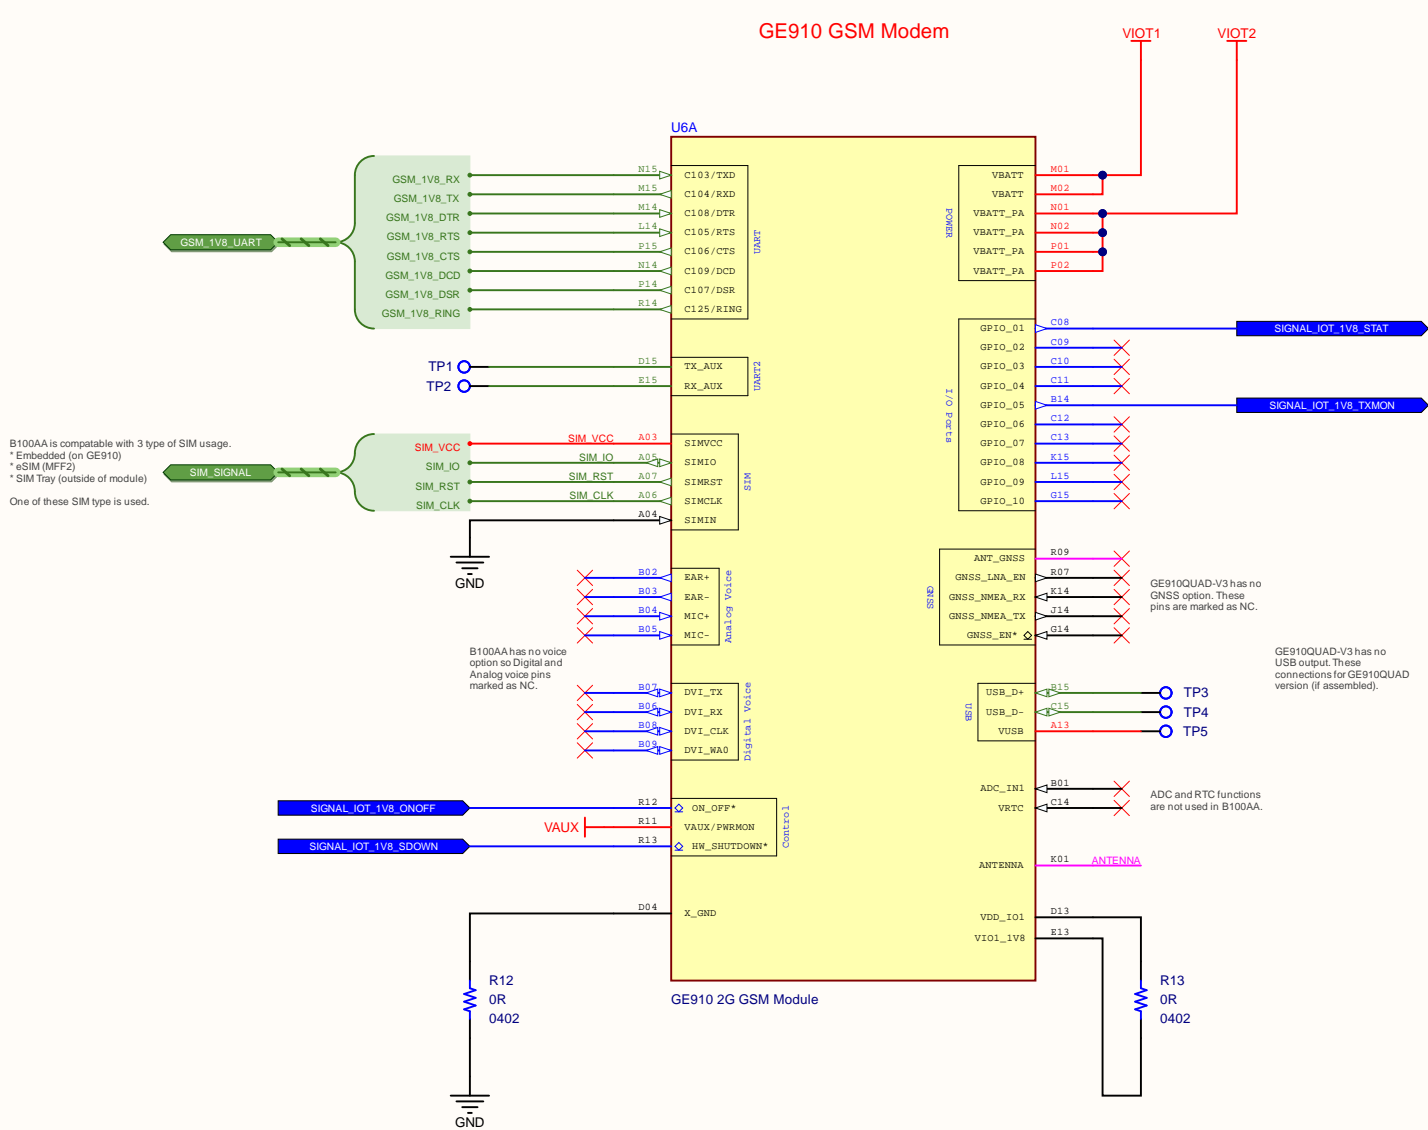 GE910 GSM Modem
VIOT1
VIOT2
U6A
GSM_1V8_UART
GSM_1V8_RX
GSM_1V8_TX
GSM_1V8_DTR
GSM_1V8_RTS
GSM_1V8_CTS
GSM_1V8_DCD
GSM_1V8_DSR
GSM_1V8_RING
N15 C103/TXD
M15 C104/RXD
M14 C108/DTR
L14 C105/RTS
P15 C106/CTS
N14 C109/DCD
P14 C107/DSR
R14 C125/RING
UART
VBATT M01
VBATT M02
VBATT_PA N01
VBATT_PA N02
VBATT_PA P01
VBATT_PA P02
POWER
TP1 D15 TX_AUX
TP2 E15 RX_AUX
UART2
GPIO_01 C08 SIGNAL_IOT_1V8_STAT
GPIO_02 C09
GPIO_03 C10
GPIO_04 C11
GPIO_05 B14 SIGNAL_IOT_1V8_TXMON
GPIO_06 C12
GPIO_07 C13
GPIO_08 K15
GPIO_09 L15
GPIO_10 G15
I/O Ports
B100AA is compatable with 3 type of SIM usage.
* Embedded (on GE910)
* eSIM (MFF2)
* SIM Tray (outside of module)
One of these SIM type is used.
SIM_SIGNAL
SIM_VCC
SIM_IO
SIM_RST
SIM_CLK
SIM_VCC A03 SIMVCC
SIM_IO A05 SIMIO
SIM_RST A07 SIMRST
SIM_CLK A06 SIMCLK
A04 SIMIN
SIM
GND
B02 EAR+
B03 EAR-
B04 MIC+
B05 MIC-
Analog Voice
B100AA has no voice
option so Digital and
Analog voice pins
marked as NC.
B07 DVI_TX
B06 DVI_RX
B08 DVI_CLK
B09 DVI_WA0
Digital Voice
ANT_GNSS R09
GNSS_LNA_EN R07
GNSS_NMEA_RX K14
GNSS_NMEA_TX J14
GNSS_EN* G14
GNSS
GE910QUAD-V3 has no
GNSS option. These
pins are marked as NC.
GE910QUAD-V3 has no
USB output. These
connections for GE910QUAD
version (if assembled).
USB_D+ B15 TP3
USB_D- C15 TP4
VUSB A13 TP5
USB
SIGNAL_IOT_1V8_ONOFF R12 ON_OFF*
VAUX R11 VAUX/PWRMON
SIGNAL_IOT_1V8_SDOWN R13 HW_SHUTDOWN*
Control
ADC_IN1 B01
VRTC C14
ADC and RTC functions
are not used in B100AA.
ANTENNA K01 ANTENNA
D04 X_GND
VDD_IO1 D13
VIO1_1V8 E13
R12
0R
0402
GND
GE910 2G GSM Module
R13
0R
0402